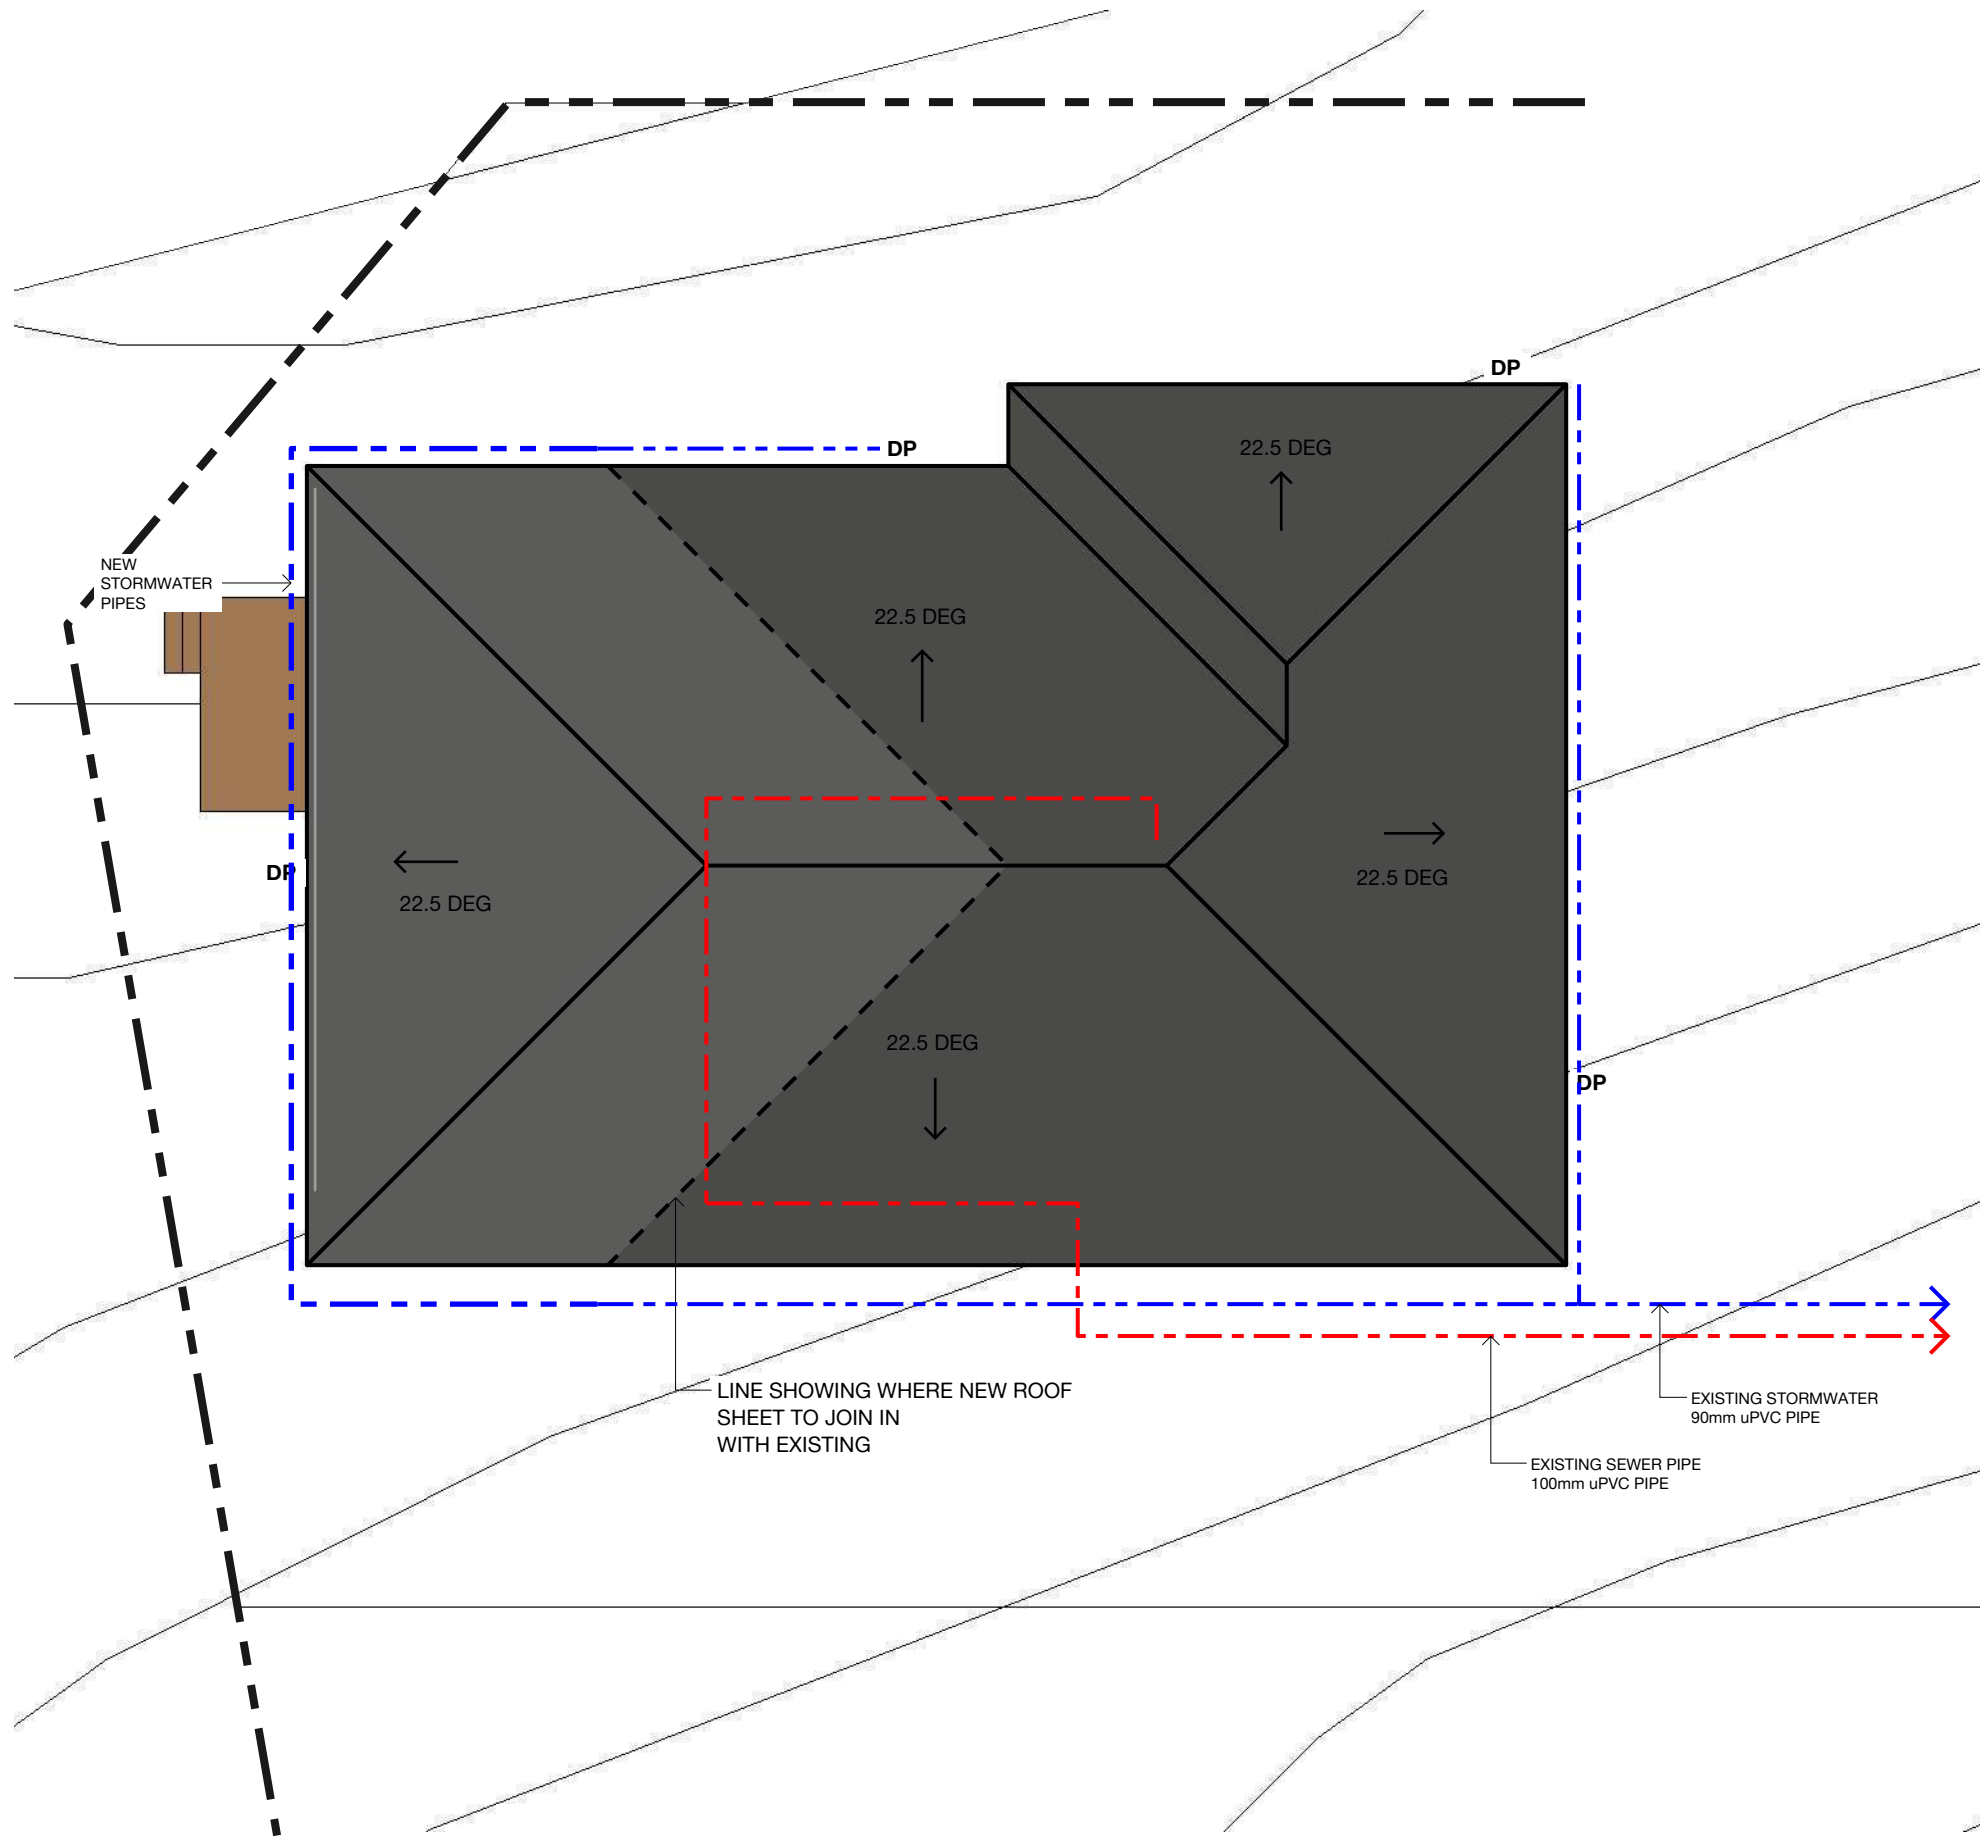 DP
DP
22.5 DEG
NEW
STORMWATER
PIPES
22.5 DEG
DP
22.5 DEG
22.5 DEG
22.5 DEG
DP
LINE SHOWING WHERE NEW ROOF
SHEET TO JOIN IN
WITH EXISTING
EXISTING STORMWATER
90mm uPVC PIPE
EXISTING SEWER PIPE
100mm uPVC PIPE